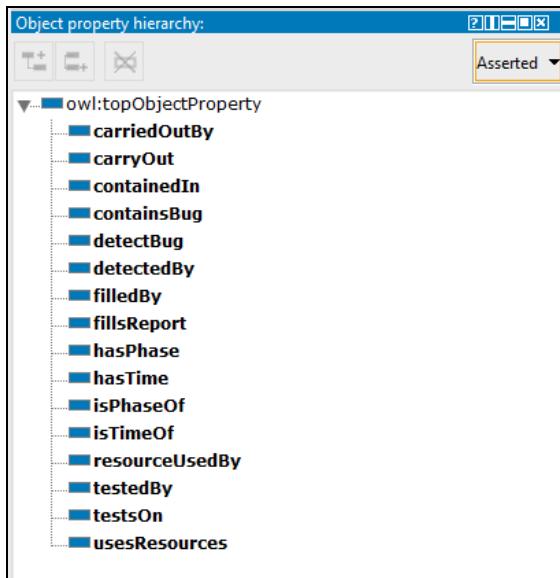 Object property hierarchy:
Asserted
owl:topObjectProperty
carriedOutBy
carryOut
containedIn
containsBug
detectBug
detectedBy
filledBy
fillsReport
hasPhase
hasTime
isPhaseOf
isTimeOf
resourceUsedBy
testedBy
testsOn
usesResources